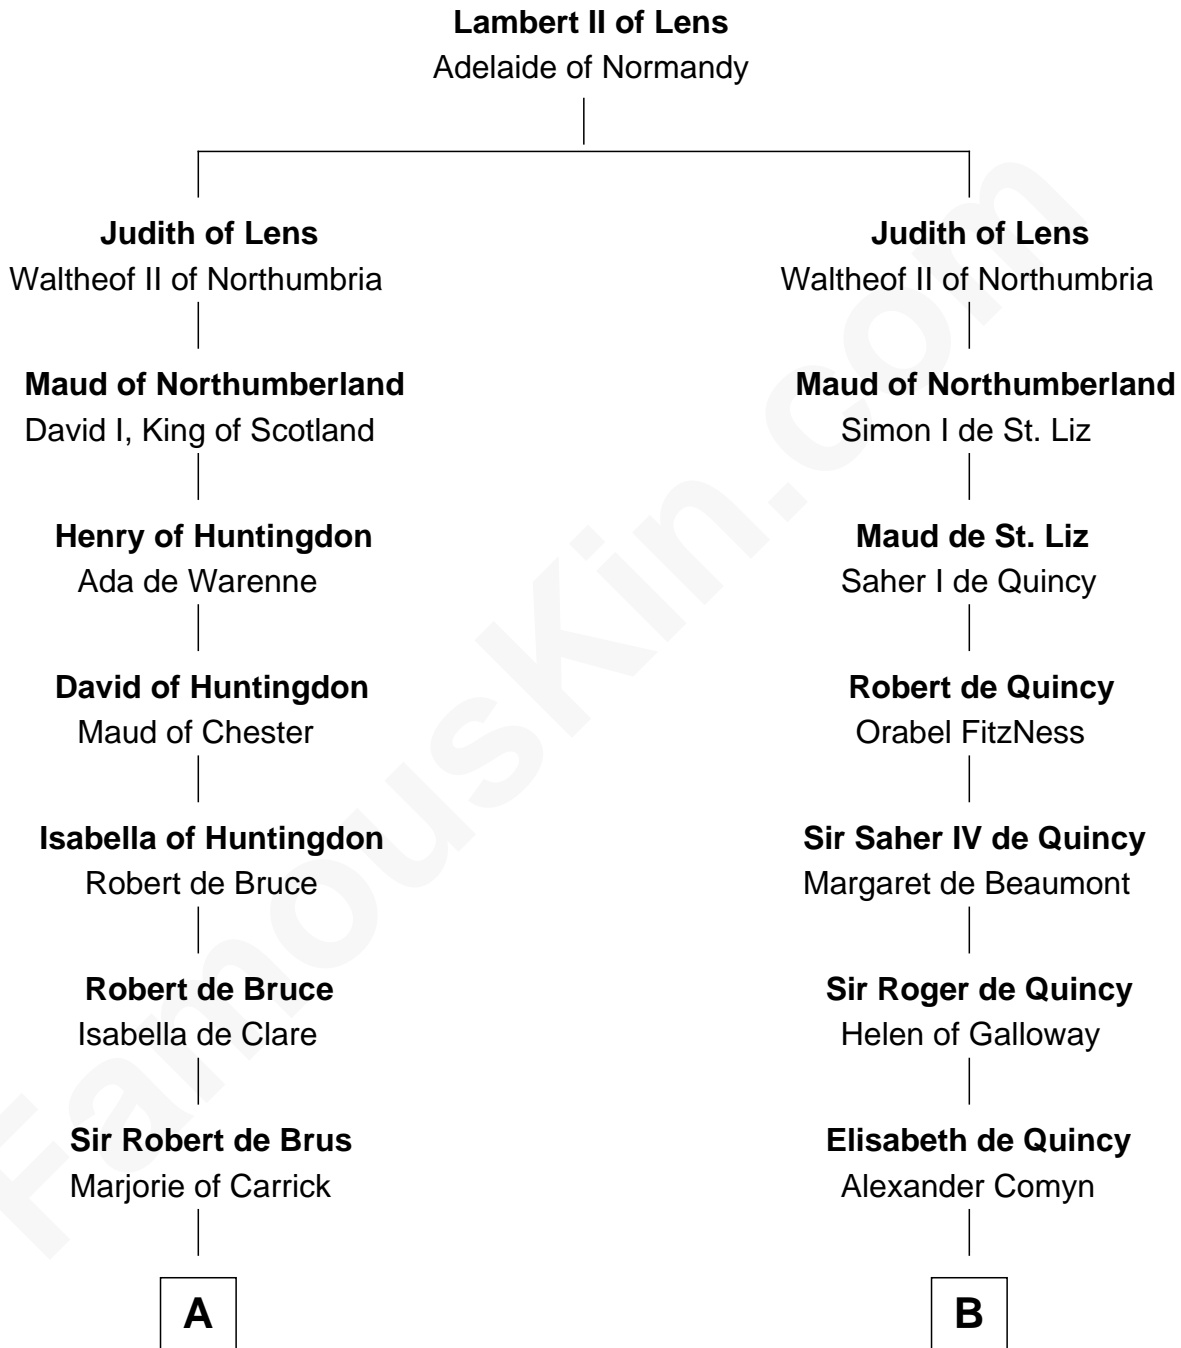 Lambert II of Lens
Adelaide of Normandy
Judith of Lens
Waltheof II of Northumbria
Maud of Northumberland
David I, King of Scotland
Henry of Huntingdon
Ada de Warenne
David of Huntingdon
Maud of Chester
Isabella of Huntingdon
Robert de Bruce
Robert de Bruce
Isabella de Clare
Sir Robert de Brus
Marjorie of Carrick
A
Judith of Lens
Waltheof II of Northumbria
Maud of Northumberland
Simon I de St. Liz
Maud de St. Liz
Saher I de Quincy
Robert de Quincy
Orabel FitzNess
Sir Saher IV de Quincy
Margaret de Beaumont
Sir Roger de Quincy
Helen of Galloway
Elisabeth de Quincy
Alexander Comyn
B
FamousKin.com